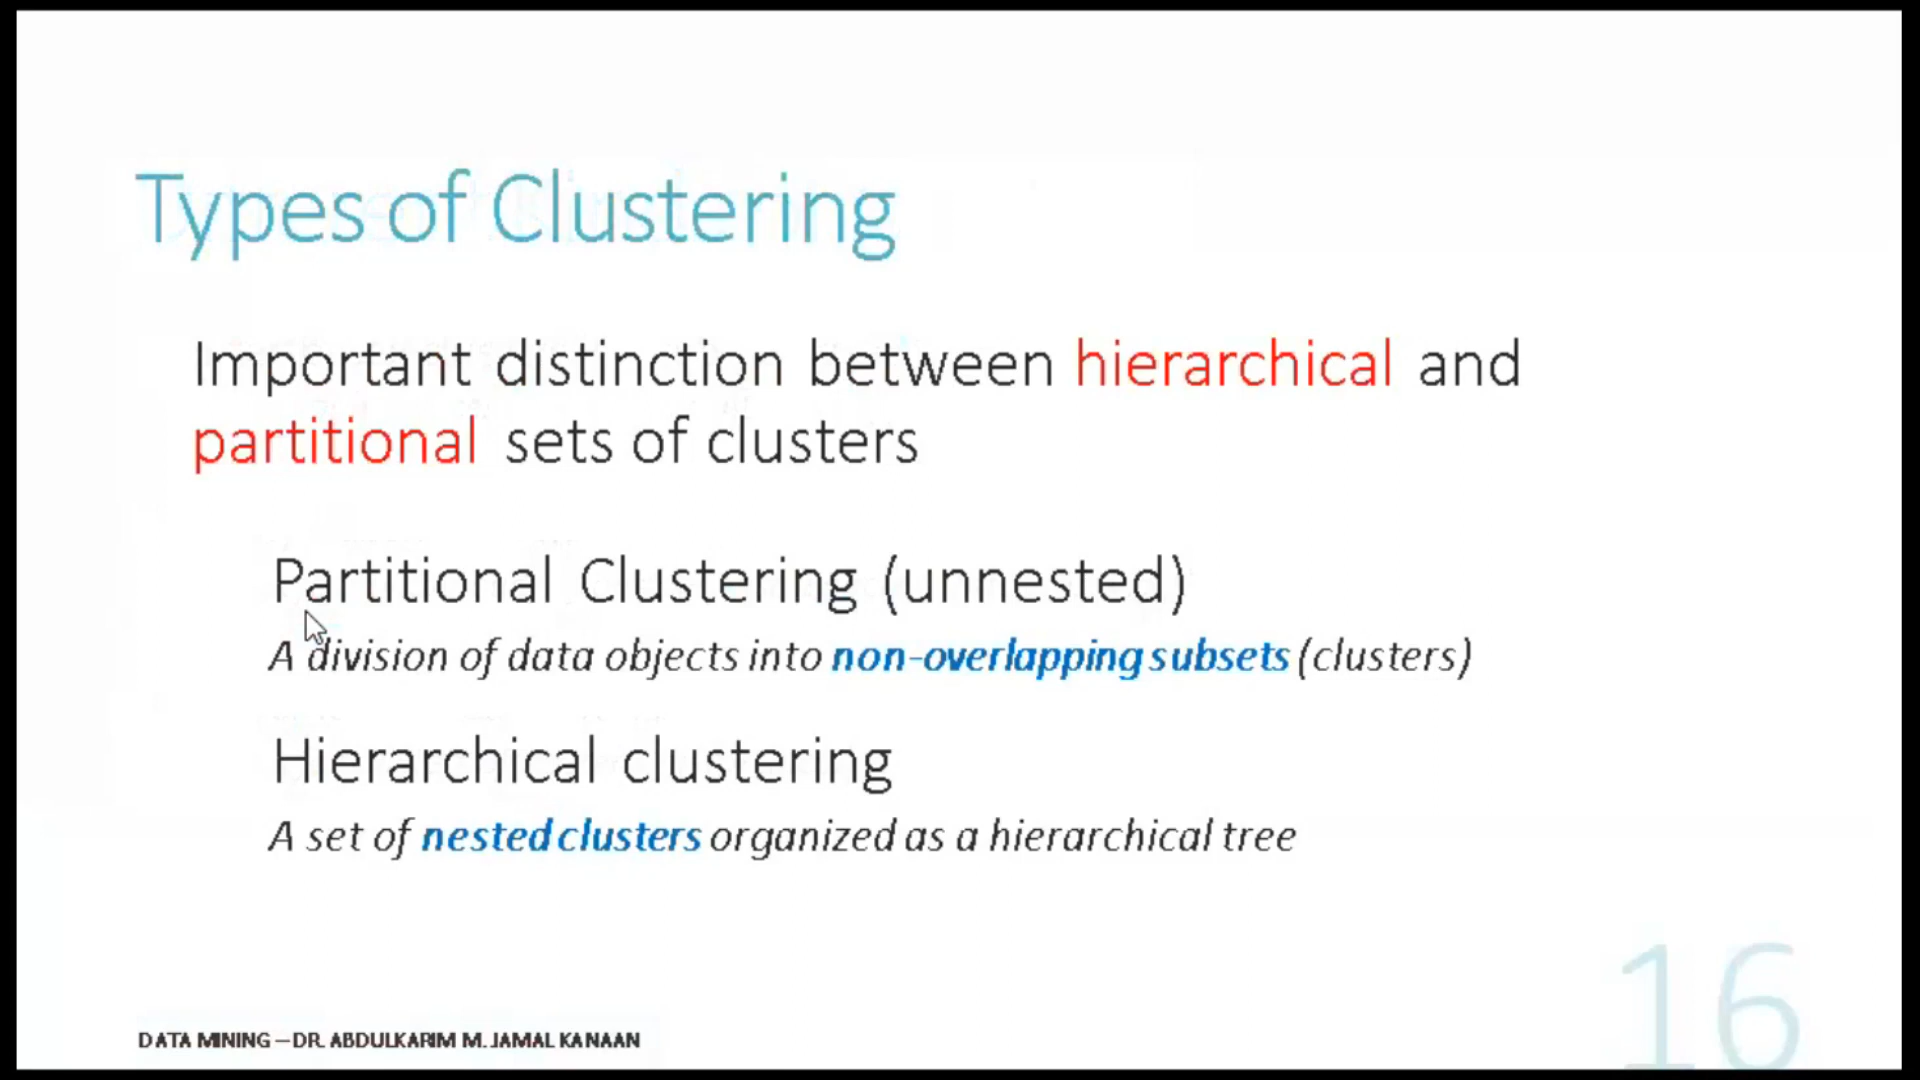 Types of Clustering
Important distinction between hierarchical and
partitional sets of clusters
Partitional Clustering (unnested)
A division of data objects into non-overlapping subsets (clusters)
Hierarchical clustering
A set of nested clusters organized as a hierarchical tree
16
DATA MINING – DR. ABDULKARIM M. JAMAL KANAAN